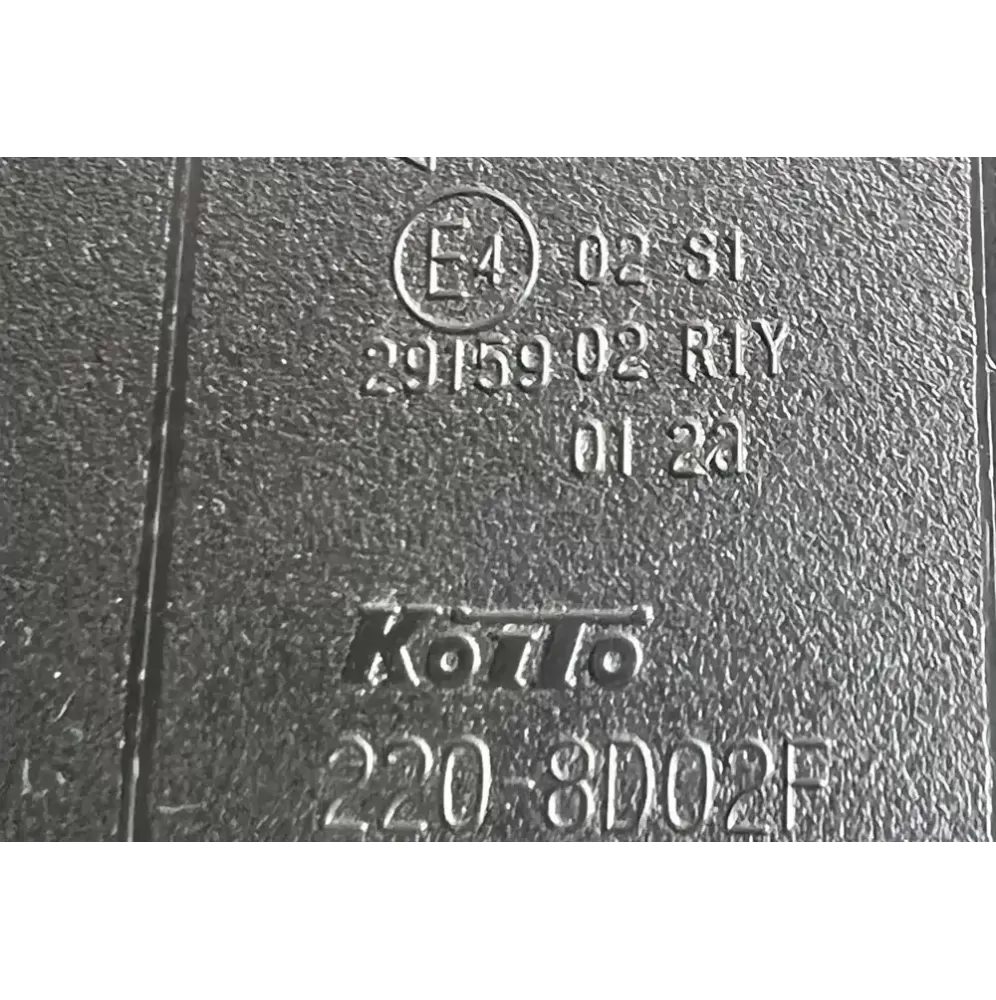 E4 02 S1
29159 02 R1Y
01 2a
Koito
220-8D02F